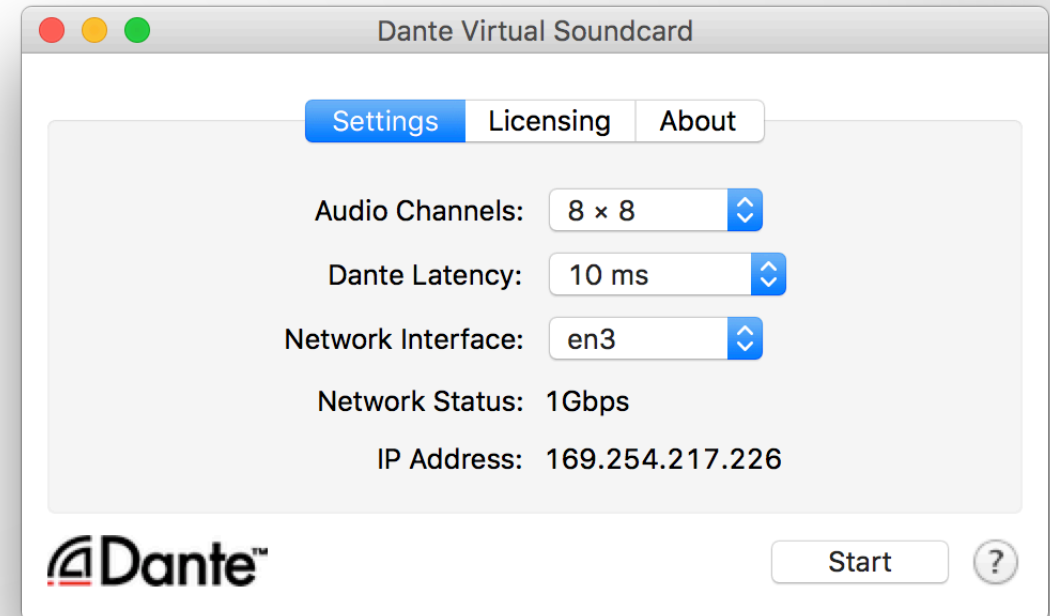 Dante Virtual Soundcard
Settings Licensing About
Audio Channels: 8 × 8
Dante Latency: 10 ms
Network Interface: en3
Network Status: 1Gbps
IP Address: 169.254.217.226
Dante™ Start ?